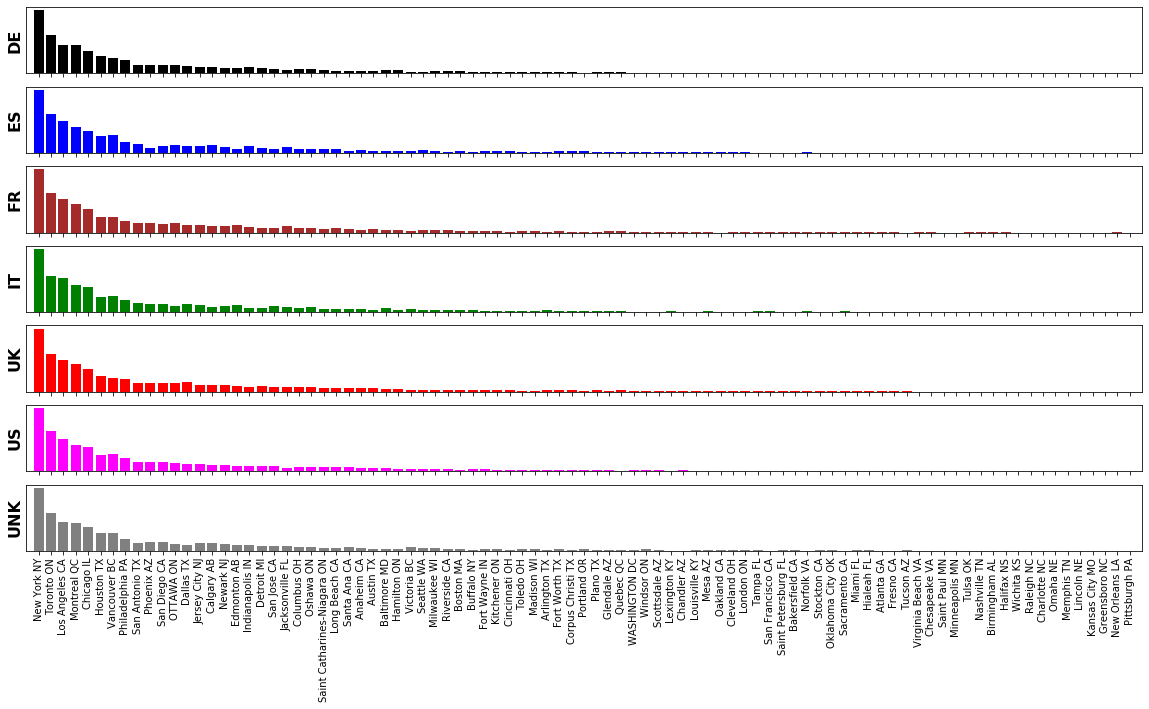 DE
ES
FR
IT
UK
US
UNK
New York NY
Toronto ON
Los Angeles CA
Montreal QC
Chicago IL
Houston TX
Vancouver BC
Philadelphia PA
San Antonio TX
Phoenix AZ
San Diego CA
OTTAWA ON
Dallas TX
Jersey City NJ
Calgary AB
Newark NJ
Edmonton AB
Indianapolis IN
Detroit MI
San Jose CA
Jacksonville FL
Columbus OH
Oshawa ON
Saint Catharines-Niagara ON
Long Beach CA
Santa Ana CA
Anaheim CA
Austin TX
Baltimore MD
Hamilton ON
Victoria BC
Seattle WA
Milwaukee WI
Riverside CA
Boston MA
Buffalo NY
Fort Wayne IN
Kitchener ON
Cincinnati OH
Toledo OH
Madison WI
Arlington TX
Fort Worth TX
Corpus Christi TX
Portland OR
Plano TX
Glendale AZ
Quebec QC
WASHINGTON DC
Windsor ON
Scottsdale AZ
Lexington KY
Chandler AZ
Louisville KY
Mesa AZ
Oakland CA
Cleveland OH
London ON
Tampa FL
San Francisco CA
Saint Petersburg FL
Bakersfield CA
Norfolk VA
Stockton CA
Oklahoma City OK
Sacramento CA
Miami FL
Hialeah FL
Atlanta GA
Fresno CA
Tucson AZ
Virginia Beach VA
Chesapeake VA
Saint Paul MN
Minneapolis MN
Tulsa OK
Nashville TN
Birmingham AL
Halifax NS
Wichita KS
Raleigh NC
Charlotte NC
Omaha NE
Memphis TN
Lincoln NE
Kansas City MO
Greensboro NC
New Orleans LA
Pittsburgh PA